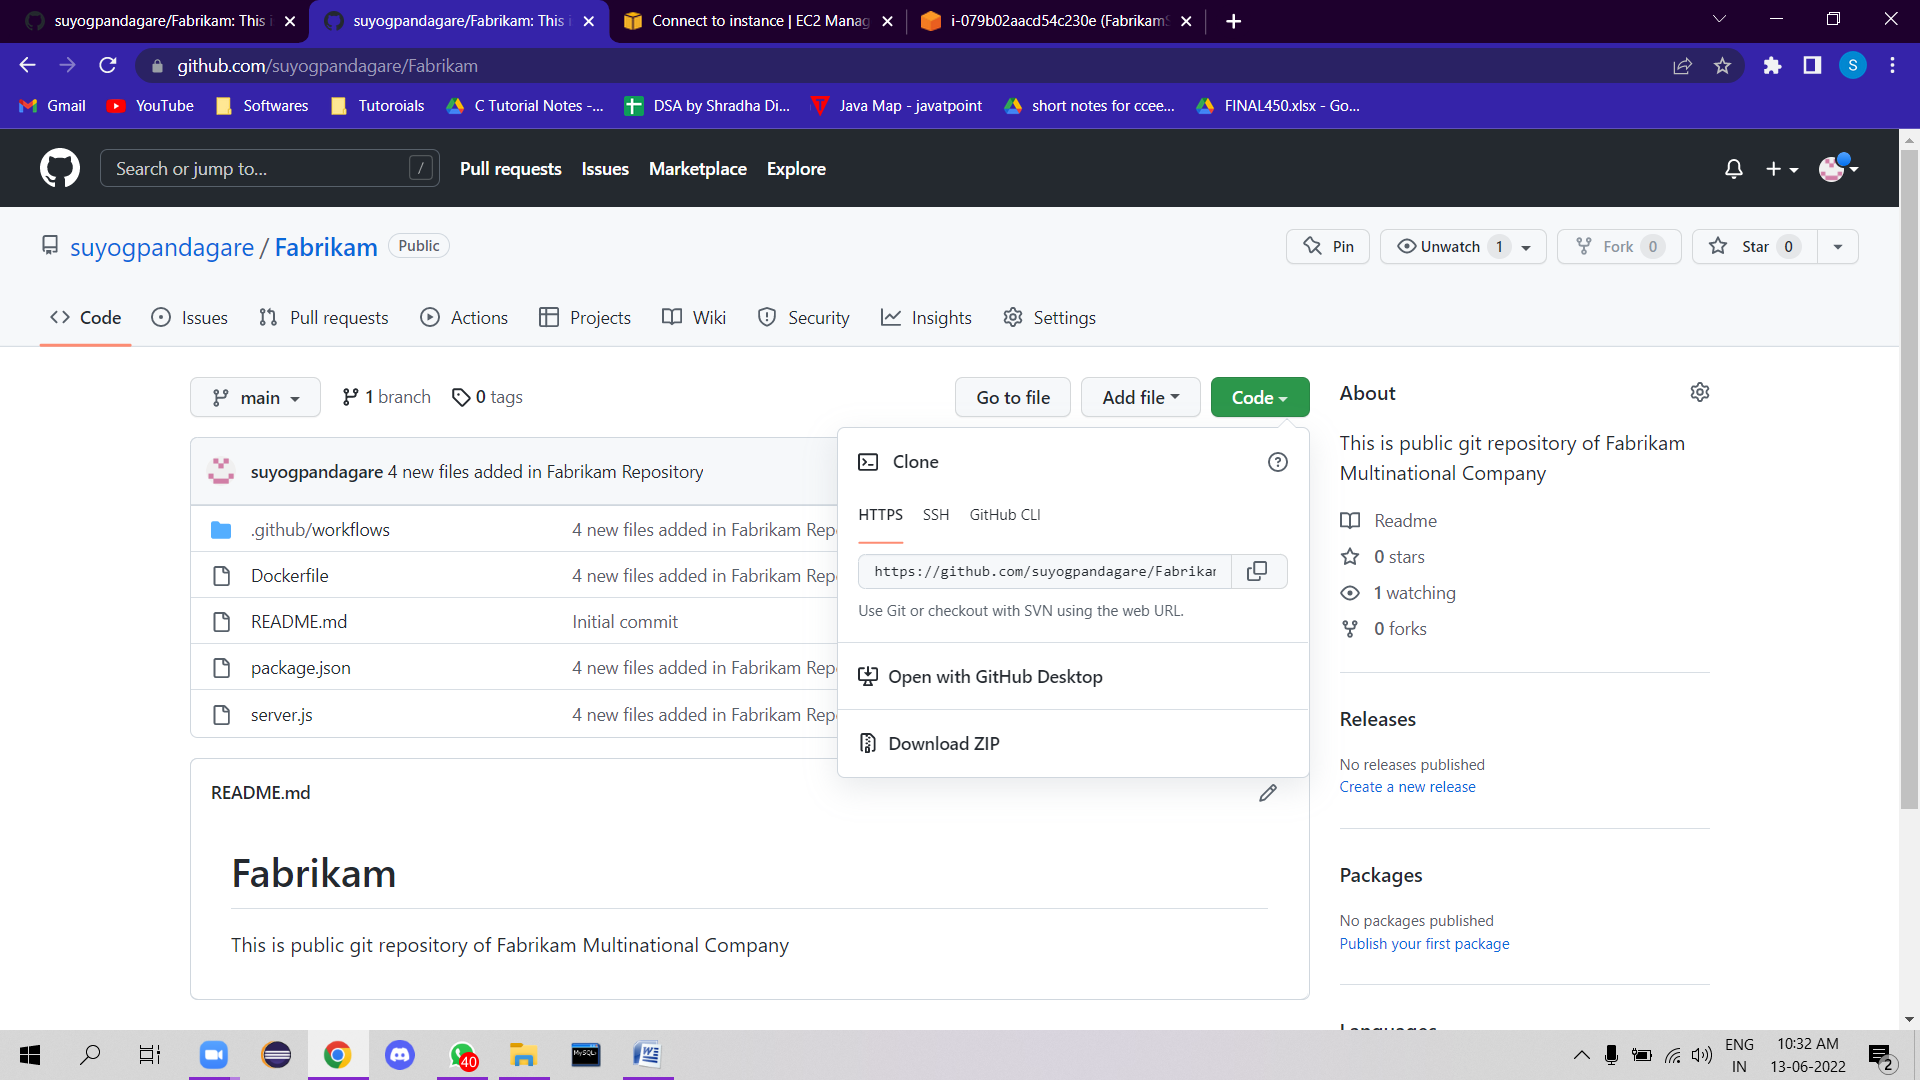 suyogpandagare/Fabrikam: This i
suyogpandagare/Fabrikam: This i
Connect to instance | EC2 Manag
i-079b02aacd54c230e (FabrikamS
github.com/suyogpandagare/Fabrikam
S
Gmail
YouTube
Softwares
Tutoroials
C Tutorial Notes -...
DSA by Shradha Di...
Java Map - javatpoint
short notes for ccee...
FINAL450.xlsx - Go...
Search or jump to...
/
Pull requests
Issues
Marketplace
Explore
suyogpandagare / Fabrikam
Public
Pin
Unwatch 1
Fork 0
Star 0
Code
Issues
Pull requests
Actions
Projects
Wiki
Security
Insights
Settings
main
1 branch
0 tags
Go to file
Add file
Code
suyogpandagare 4 new files added in Fabrikam Repository
.github/workflows
4 new files added in Fabrikam Rep
Dockerfile
4 new files added in Fabrikam Rep
README.md
Initial commit
package.json
4 new files added in Fabrikam Rep
server.js
4 new files added in Fabrikam Rep
Clone
HTTPS
SSH
GitHub CLI
https://github.com/suyogpandagare/Fabrikam
Use Git or checkout with SVN using the web URL.
Open with GitHub Desktop
Download ZIP
README.md
Fabrikam
This is public git repository of Fabrikam Multinational Company
About
This is public git repository of Fabrikam
Multinational Company
Readme
0 stars
1 watching
0 forks
Releases
No releases published
Create a new release
Packages
No packages published
Publish your first package
Languages
40
MySQL
W
ENG
IN
10:32 AM
13-06-2022
2